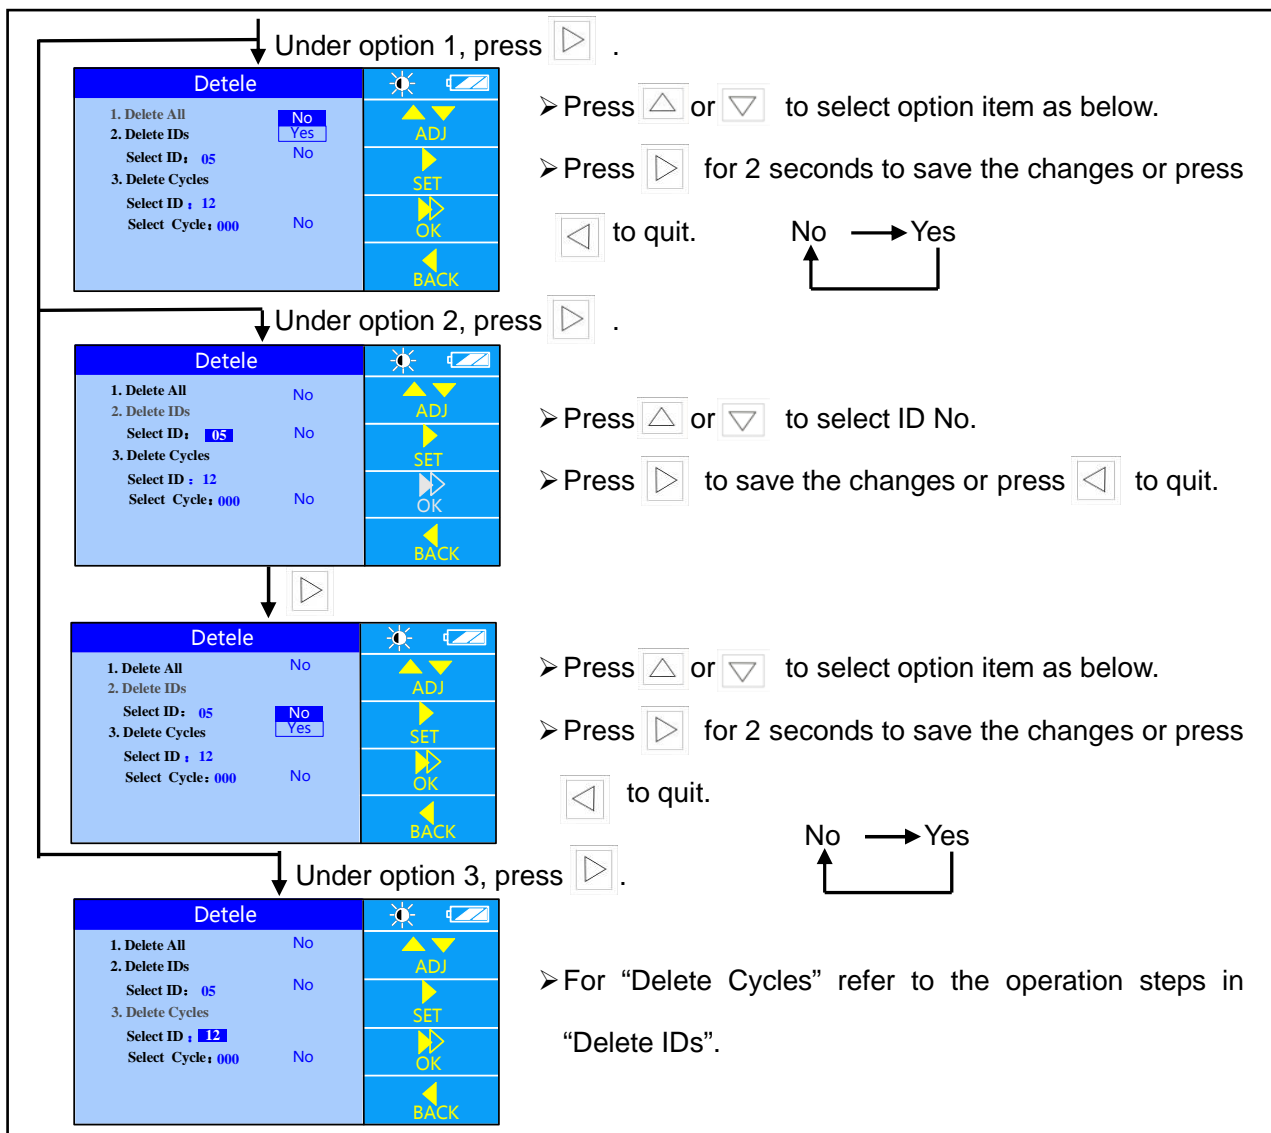 Under option 1, press .
Detele
1. Delete All No
Yes
2. Delete IDs
Select ID: 05 No
3. Delete Cycles
Select ID : 12
Select Cycle: 000 No
ADJ
SET
OK
BACK
➢ Press or to select option item as below.
➢ Press for 2 seconds to save the changes or press
to quit.
No Yes
Under option 2, press .
Detele
1. Delete All No
2. Delete IDs
Select ID: 05 No
3. Delete Cycles
Select ID : 12
Select Cycle: 000 No
ADJ
SET
OK
BACK
➢ Press or to select ID No.
➢ Press to save the changes or press to quit.
Detele
1. Delete All No
2. Delete IDs
Select ID: 05 No
Yes
3. Delete Cycles
Select ID : 12
Select Cycle: 000 No
ADJ
SET
OK
BACK
➢ Press or to select option item as below.
➢ Press for 2 seconds to save the changes or press
to quit.
No Yes
Under option 3, press .
Detele
1. Delete All No
2. Delete IDs
Select ID: 05 No
3. Delete Cycles
Select ID : 12
Select Cycle: 000 No
ADJ
SET
OK
BACK
➢ For “Delete Cycles” refer to the operation steps in
“Delete IDs”.